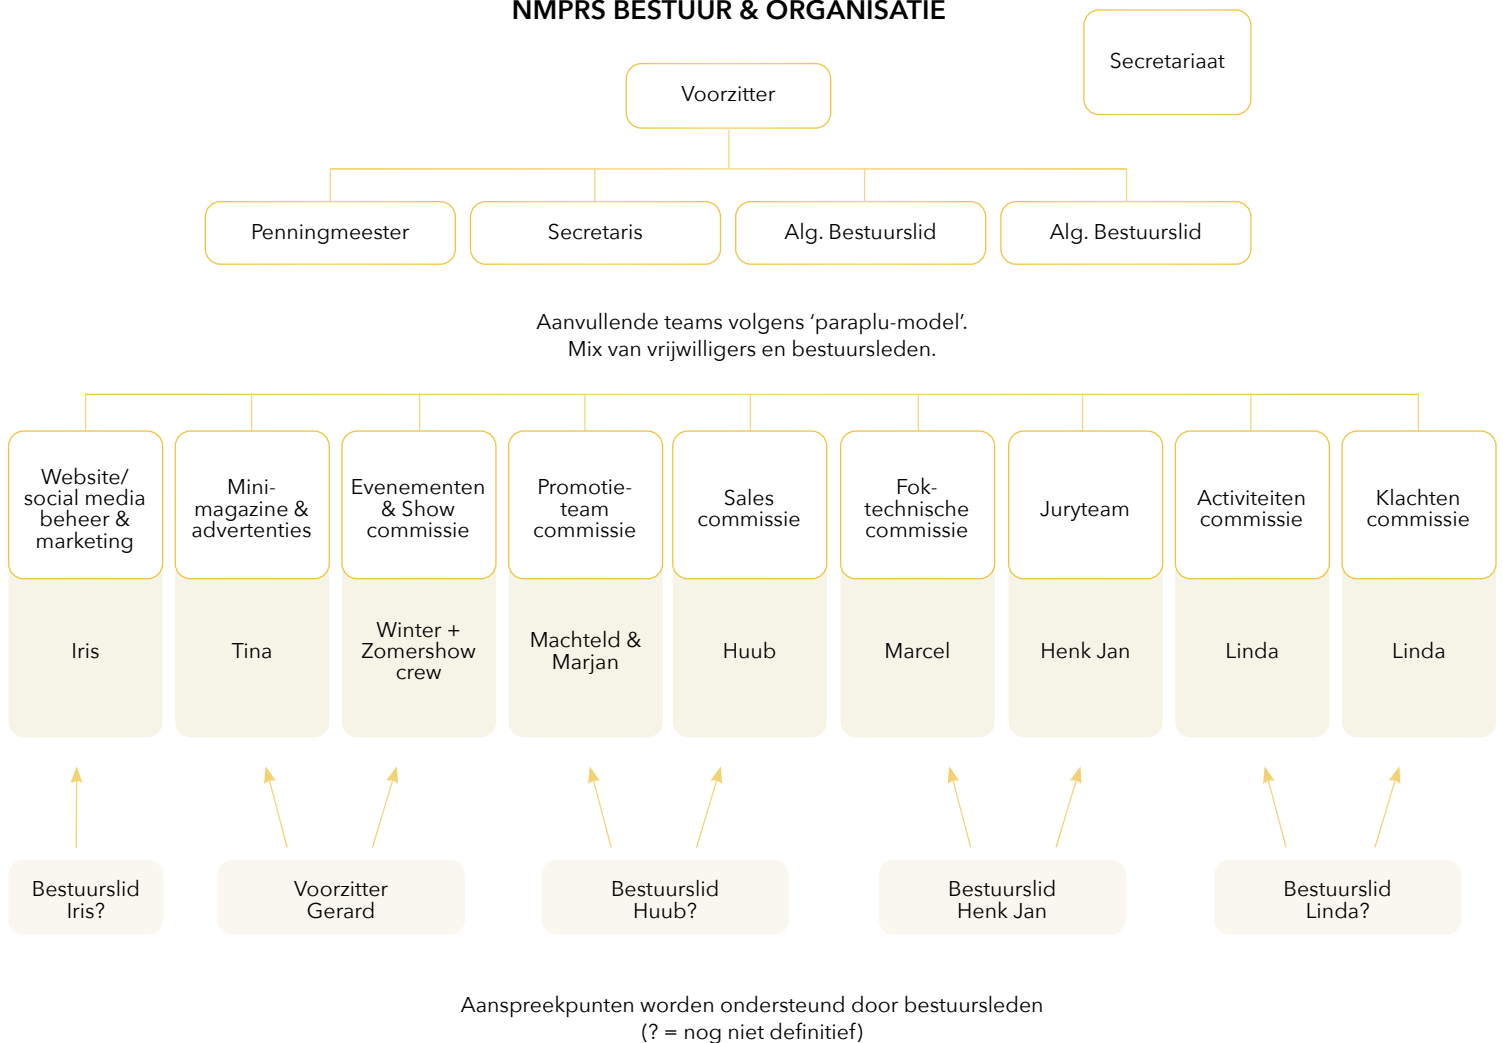 NMPRS BESTUUR & ORGANISATIE
Secretariaat
Voorzitter
Penningmeester
Secretaris
Alg. Bestuurslid
Alg. Bestuurslid
Aanvullende teams volgens ‘paraplu-model’.
Mix van vrijwilligers en bestuursleden.
Website/
social media
beheer &
marketing
Mini-
magazine &
advertenties
Evenementen
& Show
commissie
Promotie-
team
commissie
Sales
commissie
Fok-
technische
commissie
Juryteam
Activiteiten
commissie
Klachten
commissie
Iris
Tina
Winter +
Zomershow
crew
Machteld &
Marjan
Huub
Marcel
Henk Jan
Linda
Linda
Bestuurslid
Iris?
Voorzitter
Gerard
Bestuurslid
Huub?
Bestuurslid
Henk Jan
Bestuurslid
Linda?
Aanspreekpunten worden ondersteund door bestuursleden
(? = nog niet definitief)